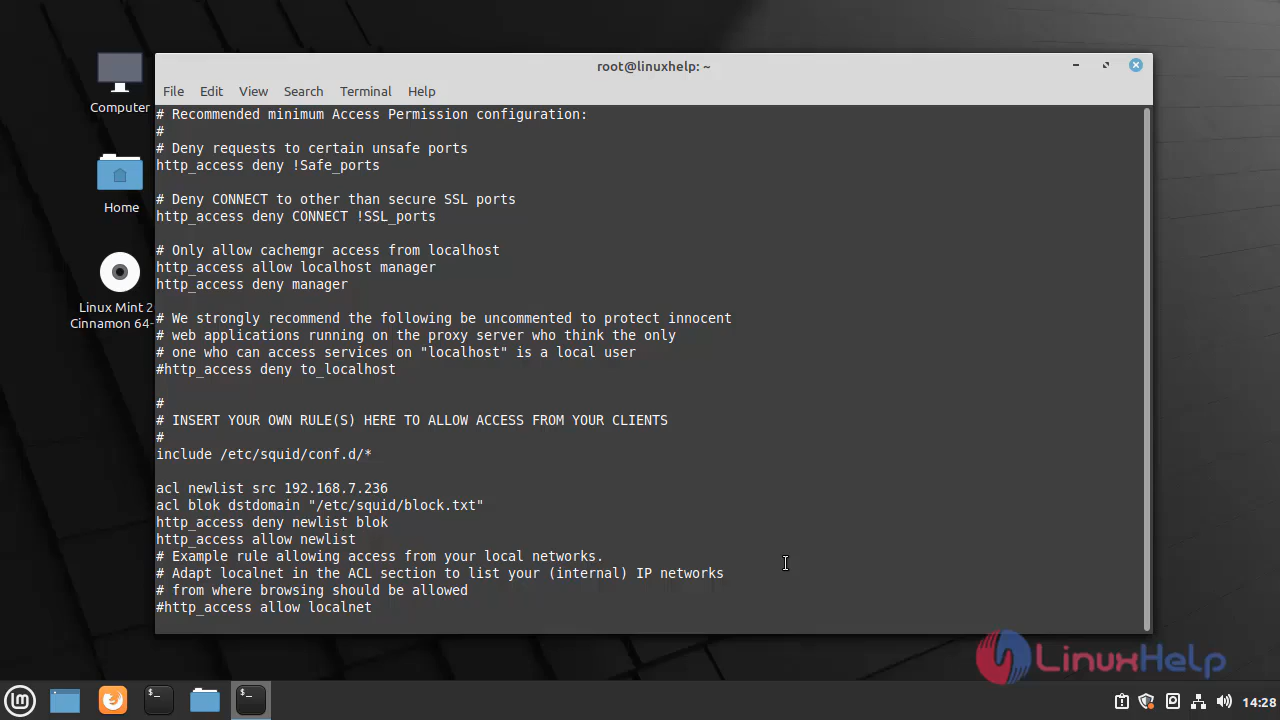 root@linuxhelp: ~
File Edit View Search Terminal Help
# Recommended minimum Access Permission configuration:
#
# Deny requests to certain unsafe ports
http_access deny !Safe_ports
# Deny CONNECT to other than secure SSL ports
http_access deny CONNECT !SSL_ports
# Only allow cachemgr access from localhost
http_access allow localhost manager
http_access deny manager
# We strongly recommend the following be uncommented to protect innocent
# web applications running on the proxy server who think the only
# one who can access services on "localhost" is a local user
#http_access deny to_localhost
#
# INSERT YOUR OWN RULE(S) HERE TO ALLOW ACCESS FROM YOUR CLIENTS
#
include /etc/squid/conf.d/*
acl newlist src 192.168.7.236
acl blok dstdomain "/etc/squid/block.txt"
http_access deny newlist blok
http_access allow newlist
# Example rule allowing access from your local networks.
# Adapt localnet in the ACL section to list your (internal) IP networks
# from where browsing should be allowed
#http_access allow localnet
Computer
Home
Linux Mint 2
Cinnamon 64-
LinuxHelp
14:28